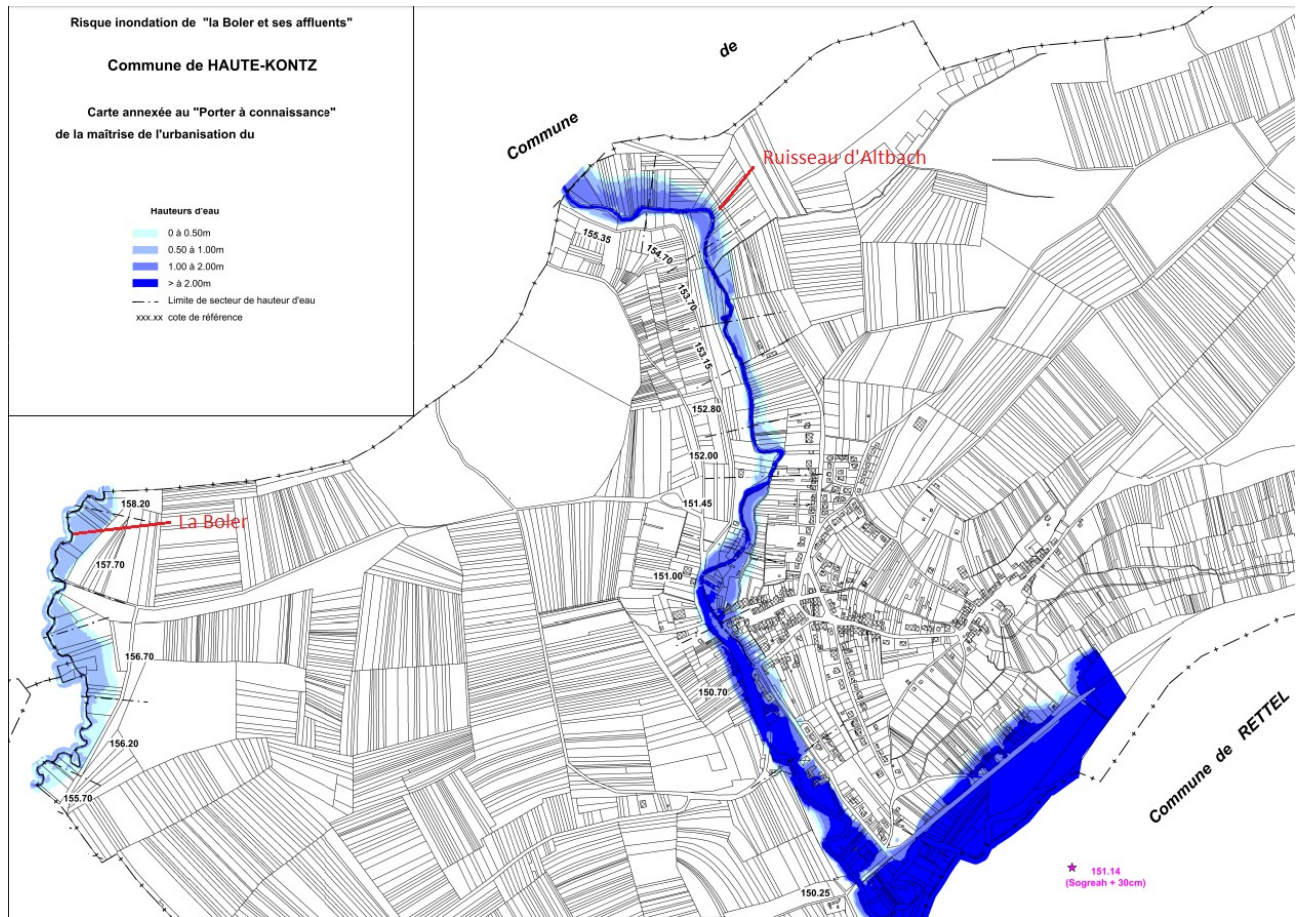 Risque inondation de "la Boler et ses affluents"
Commune de HAUTE-KONTZ
Carte annexée au "Porter à connaissance"
de la maîtrise de l'urbanisation du
Hauteurs d'eau
0 à 0.50m
0.50 à 1.00m
1.00 à 2.00m
> à 2.00m
Limite de secteur de hauteur d'eau
xxx.xx cote de référence
Commune
de
Ruisseau d'Altbach
155.35
154.70
153.70
153.15
152.80
152.00
151.45
151.00
150.70
150.25
158.20
La Boler
157.70
156.70
156.20
155.70
Commune de RETTEL
151.14
(Sogreah + 30cm)